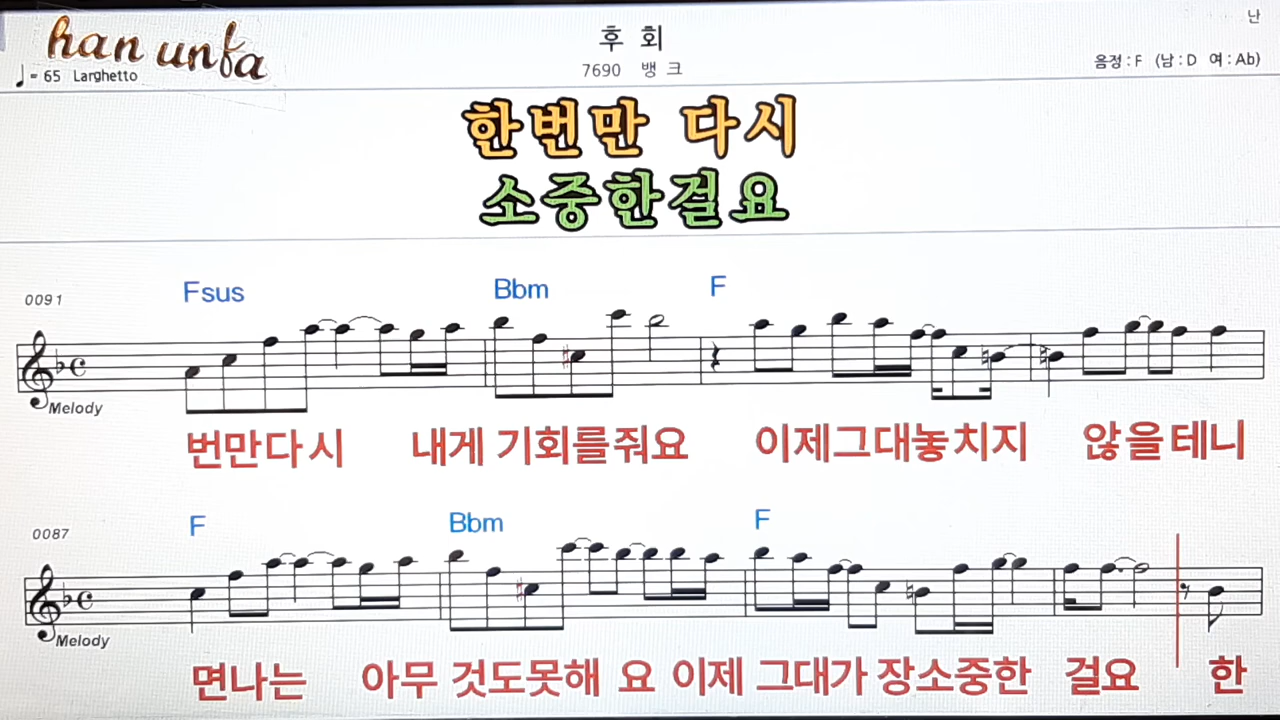 han unfa
♩= 65 Larghetto
후 회
7690 뱅 크
난
음정 : F (남 : D 여 : Ab)
한번만 다시
소중한걸요
0091
Fsus Bbm F
Melody
번만다시 내게 기회를줘요 이제그대놓치지 않을테니
0087
F Bbm F
Melody
면나는 아무 것도못해 요 이제 그대가 장소중한 걸요 한